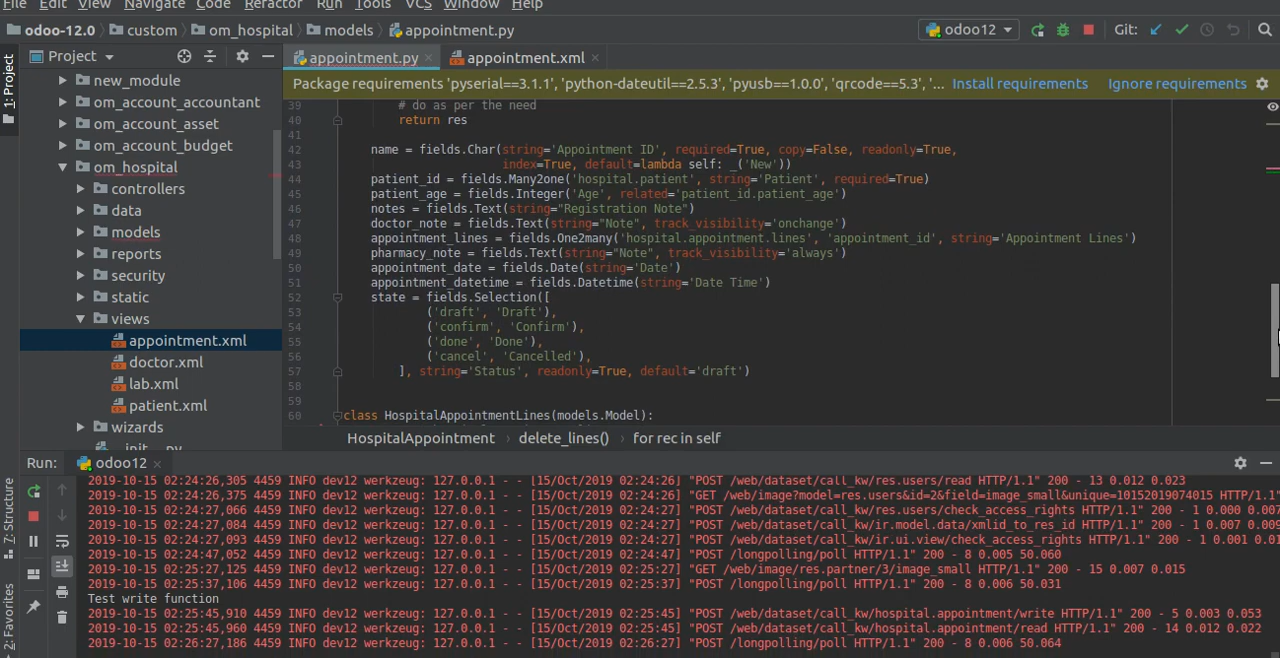 File Edit View Navigate Code Refactor Run Tools VCS Window Help
odoo-12.0 custom om_hospital models appointment.py odoo12 Git:
Project appointment.py appointment.xml
1: Project
Package requirements 'pyserial==3.1.1', 'python-dateutil==2.5.3', 'pyusb==1.0.0', 'qrcode==5.3', '... Install requirements Ignore requirements
new_module
om_account_accountant
om_account_asset
om_account_budget
om_hospital
controllers
data
models
reports
security
static
views
appointment.xml
doctor.xml
lab.xml
patient.xml
wizards
__init__.py
39 # do as per the need
40 return res
41
42 name = fields.Char(string='Appointment ID', required=True, copy=False, readonly=True,
43 index=True, default=lambda self: _('New'))
44 patient_id = fields.Many2one('hospital.patient', string='Patient', required=True)
45 patient_age = fields.Integer('Age', related='patient_id.patient_age')
46 notes = fields.Text(string="Registration Note")
47 doctor_note = fields.Text(string="Note", track_visibility='onchange')
48 appointment_lines = fields.One2many('hospital.appointment.lines', 'appointment_id', string='Appointment Lines')
49 pharmacy_note = fields.Text(string="Note", track_visibility='always')
50 appointment_date = fields.Date(string='Date')
51 appointment_datetime = fields.Datetime(string='Date Time')
52 state = fields.Selection([
53 ('draft', 'Draft'),
54 ('confirm', 'Confirm'),
55 ('done', 'Done'),
56 ('cancel', 'Cancelled'),
57 ], string='Status', readonly=True, default='draft')
58
59
60 class HospitalAppointmentLines(models.Model):
HospitalAppointment delete_lines() for rec in self
Run: odoo12
7: Structure
2: Favorites
2019-10-15 02:24:26,305 4459 INFO dev12 werkzeug: 127.0.0.1 - - [15/Oct/2019 02:24:26] "POST /web/dataset/call_kw/res.users/read HTTP/1.1" 200 - 13 0.012 0.023
2019-10-15 02:24:26,375 4459 INFO dev12 werkzeug: 127.0.0.1 - - [15/Oct/2019 02:24:26] "GET /web/image?model=res.users&id=2&field=image_small&unique=10152019074015 HTTP/1.1"
2019-10-15 02:24:27,066 4459 INFO dev12 werkzeug: 127.0.0.1 - - [15/Oct/2019 02:24:27] "POST /web/dataset/call_kw/res.users/check_access_rights HTTP/1.1" 200 - 1 0.000 0.007
2019-10-15 02:24:27,084 4459 INFO dev12 werkzeug: 127.0.0.1 - - [15/Oct/2019 02:24:27] "POST /web/dataset/call_kw/ir.model.data/xmlid_to_res_id HTTP/1.1" 200 - 1 0.007 0.005
2019-10-15 02:24:27,093 4459 INFO dev12 werkzeug: 127.0.0.1 - - [15/Oct/2019 02:24:27] "POST /web/dataset/call_kw/ir.ui.view/check_access_rights HTTP/1.1" 200 - 1 0.001 0.01
2019-10-15 02:24:47,052 4459 INFO dev12 werkzeug: 127.0.0.1 - - [15/Oct/2019 02:24:47] "POST /longpolling/poll HTTP/1.1" 200 - 8 0.005 50.060
2019-10-15 02:25:27,125 4459 INFO dev12 werkzeug: 127.0.0.1 - - [15/Oct/2019 02:25:27] "GET /web/image/res.partner/3/image_small HTTP/1.1" 200 - 15 0.007 0.015
2019-10-15 02:25:37,106 4459 INFO dev12 werkzeug: 127.0.0.1 - - [15/Oct/2019 02:25:37] "POST /longpolling/poll HTTP/1.1" 200 - 8 0.006 50.031
Test write function
2019-10-15 02:25:45,910 4459 INFO dev12 werkzeug: 127.0.0.1 - - [15/Oct/2019 02:25:45] "POST /web/dataset/call_kw/hospital.appointment/write HTTP/1.1" 200 - 5 0.003 0.053
2019-10-15 02:25:45,960 4459 INFO dev12 werkzeug: 127.0.0.1 - - [15/Oct/2019 02:25:45] "POST /web/dataset/call_kw/hospital.appointment/read HTTP/1.1" 200 - 14 0.012 0.022
2019-10-15 02:26:27,186 4459 INFO dev12 werkzeug: 127.0.0.1 - - [15/Oct/2019 02:26:27] "POST /longpolling/poll HTTP/1.1" 200 - 8 0.006 50.064